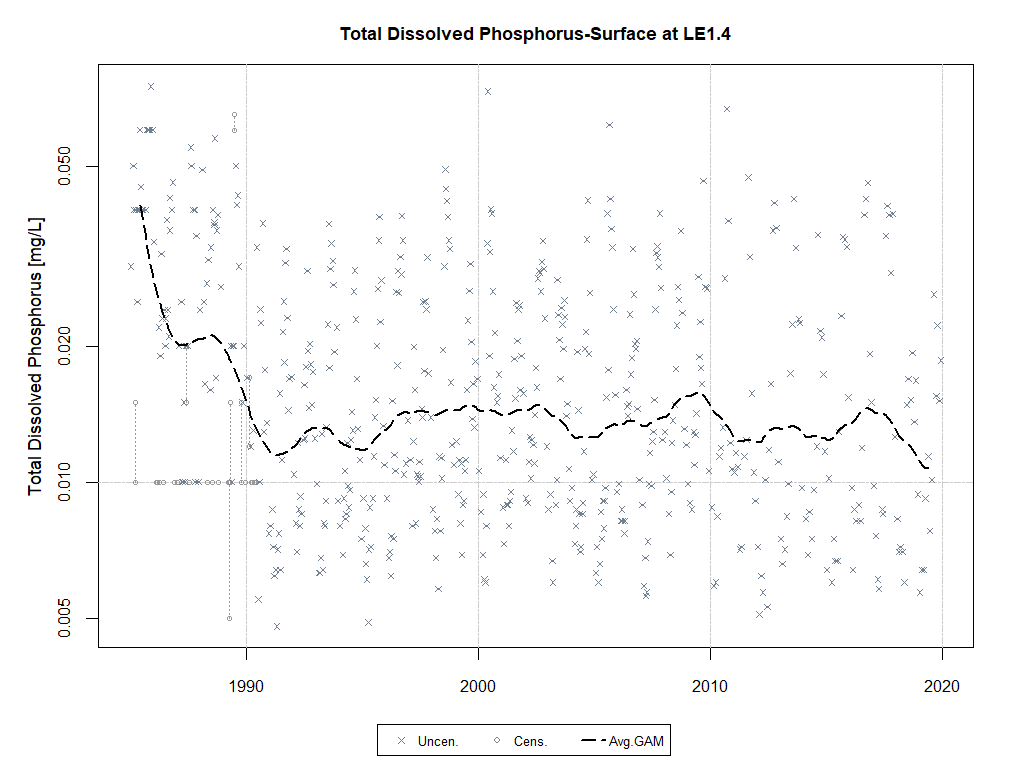 Total Dissolved Phosphorus-Surface at LE1.4
Total Dissolved Phosphorus [mg/L]
0.050
0.020
0.010
0.005
1990
2000
2010
2020
Uncen.
Cens.
Avg.GAM